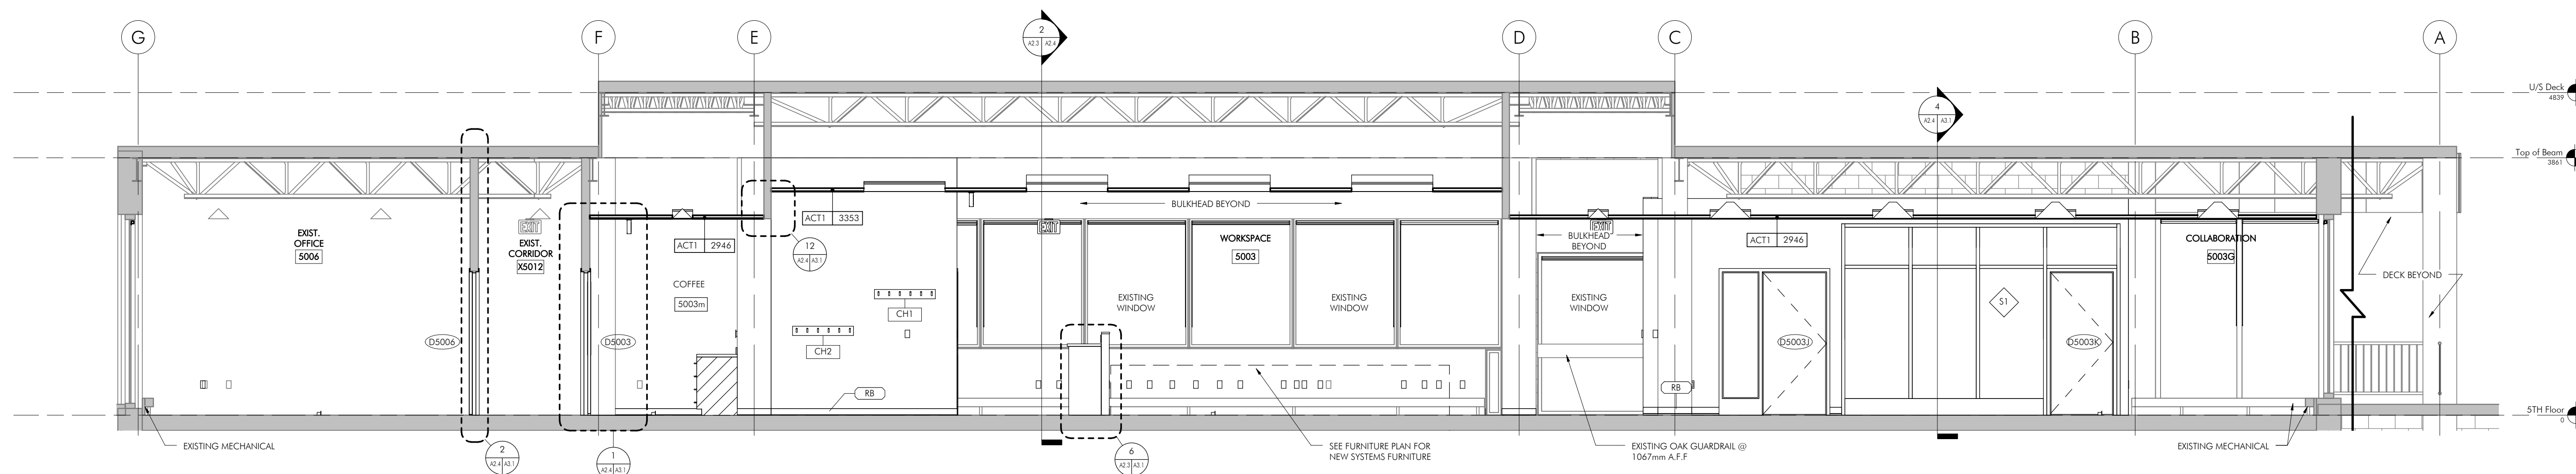 G
F
E
2
A2.3 A2.4
D
C
B
A
4
A2.4 A3.1
U/S Deck
4839
Top of Beam
3861
5TH Floor
0
EXIST.
OFFICE
5006
EXIT
EXIST.
CORRIDOR
X5012
ACT1 2946
COFFEE
5003m
ACT1 3353
12
A2.4 A3.1
CH1
CH2
RB
D5006
D5003
EXIT
BULKHEAD BEYOND
WORKSPACE
5003
EXISTING
WINDOW
EXISTING
WINDOW
EXIT
BULKHEAD
BEYOND
EXISTING
WINDOW
RB
ACT1 2946
D5003J
S1
D5003K
COLLABORATION
5003G
DECK BEYOND
EXISTING MECHANICAL
2
A2.4 A3.1
1
A2.4 A3.1
6
A2.3 A3.1
SEE FURNITURE PLAN FOR
NEW SYSTEMS FURNITURE
EXISTING OAK GUARDRAIL @
1067mm A.F.F
EXISTING MECHANICAL